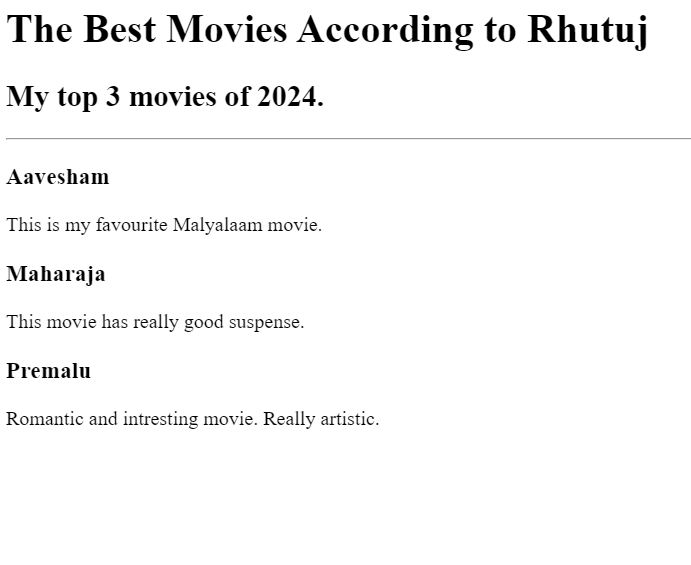 The Best Movies According to Rhutuj
My top 3 movies of 2024.
Aavesham
This is my favourite Malyalaam movie.
Maharaja
This movie has really good suspense.
Premalu
Romantic and intresting movie. Really artistic.